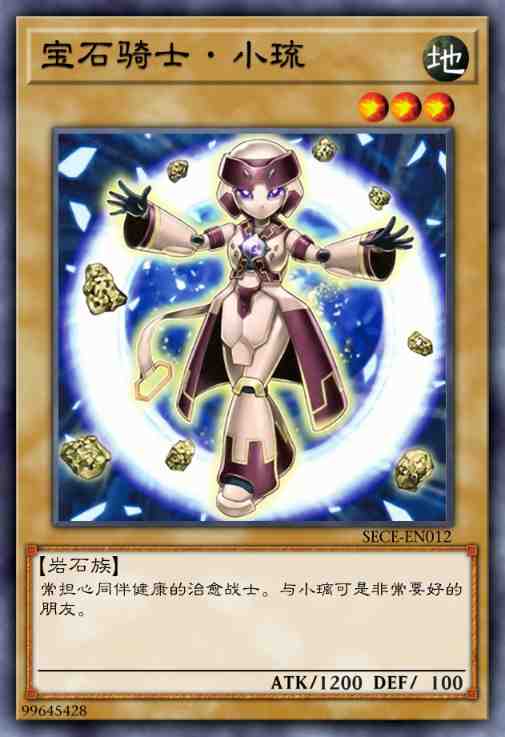 宝石骑士·小琉
地
SECE-EN012
【岩石族】
常担心同伴健康的治愈战士。与小璃可是非常要好的
朋友。
ATK/1200 DEF/ 100
99645428